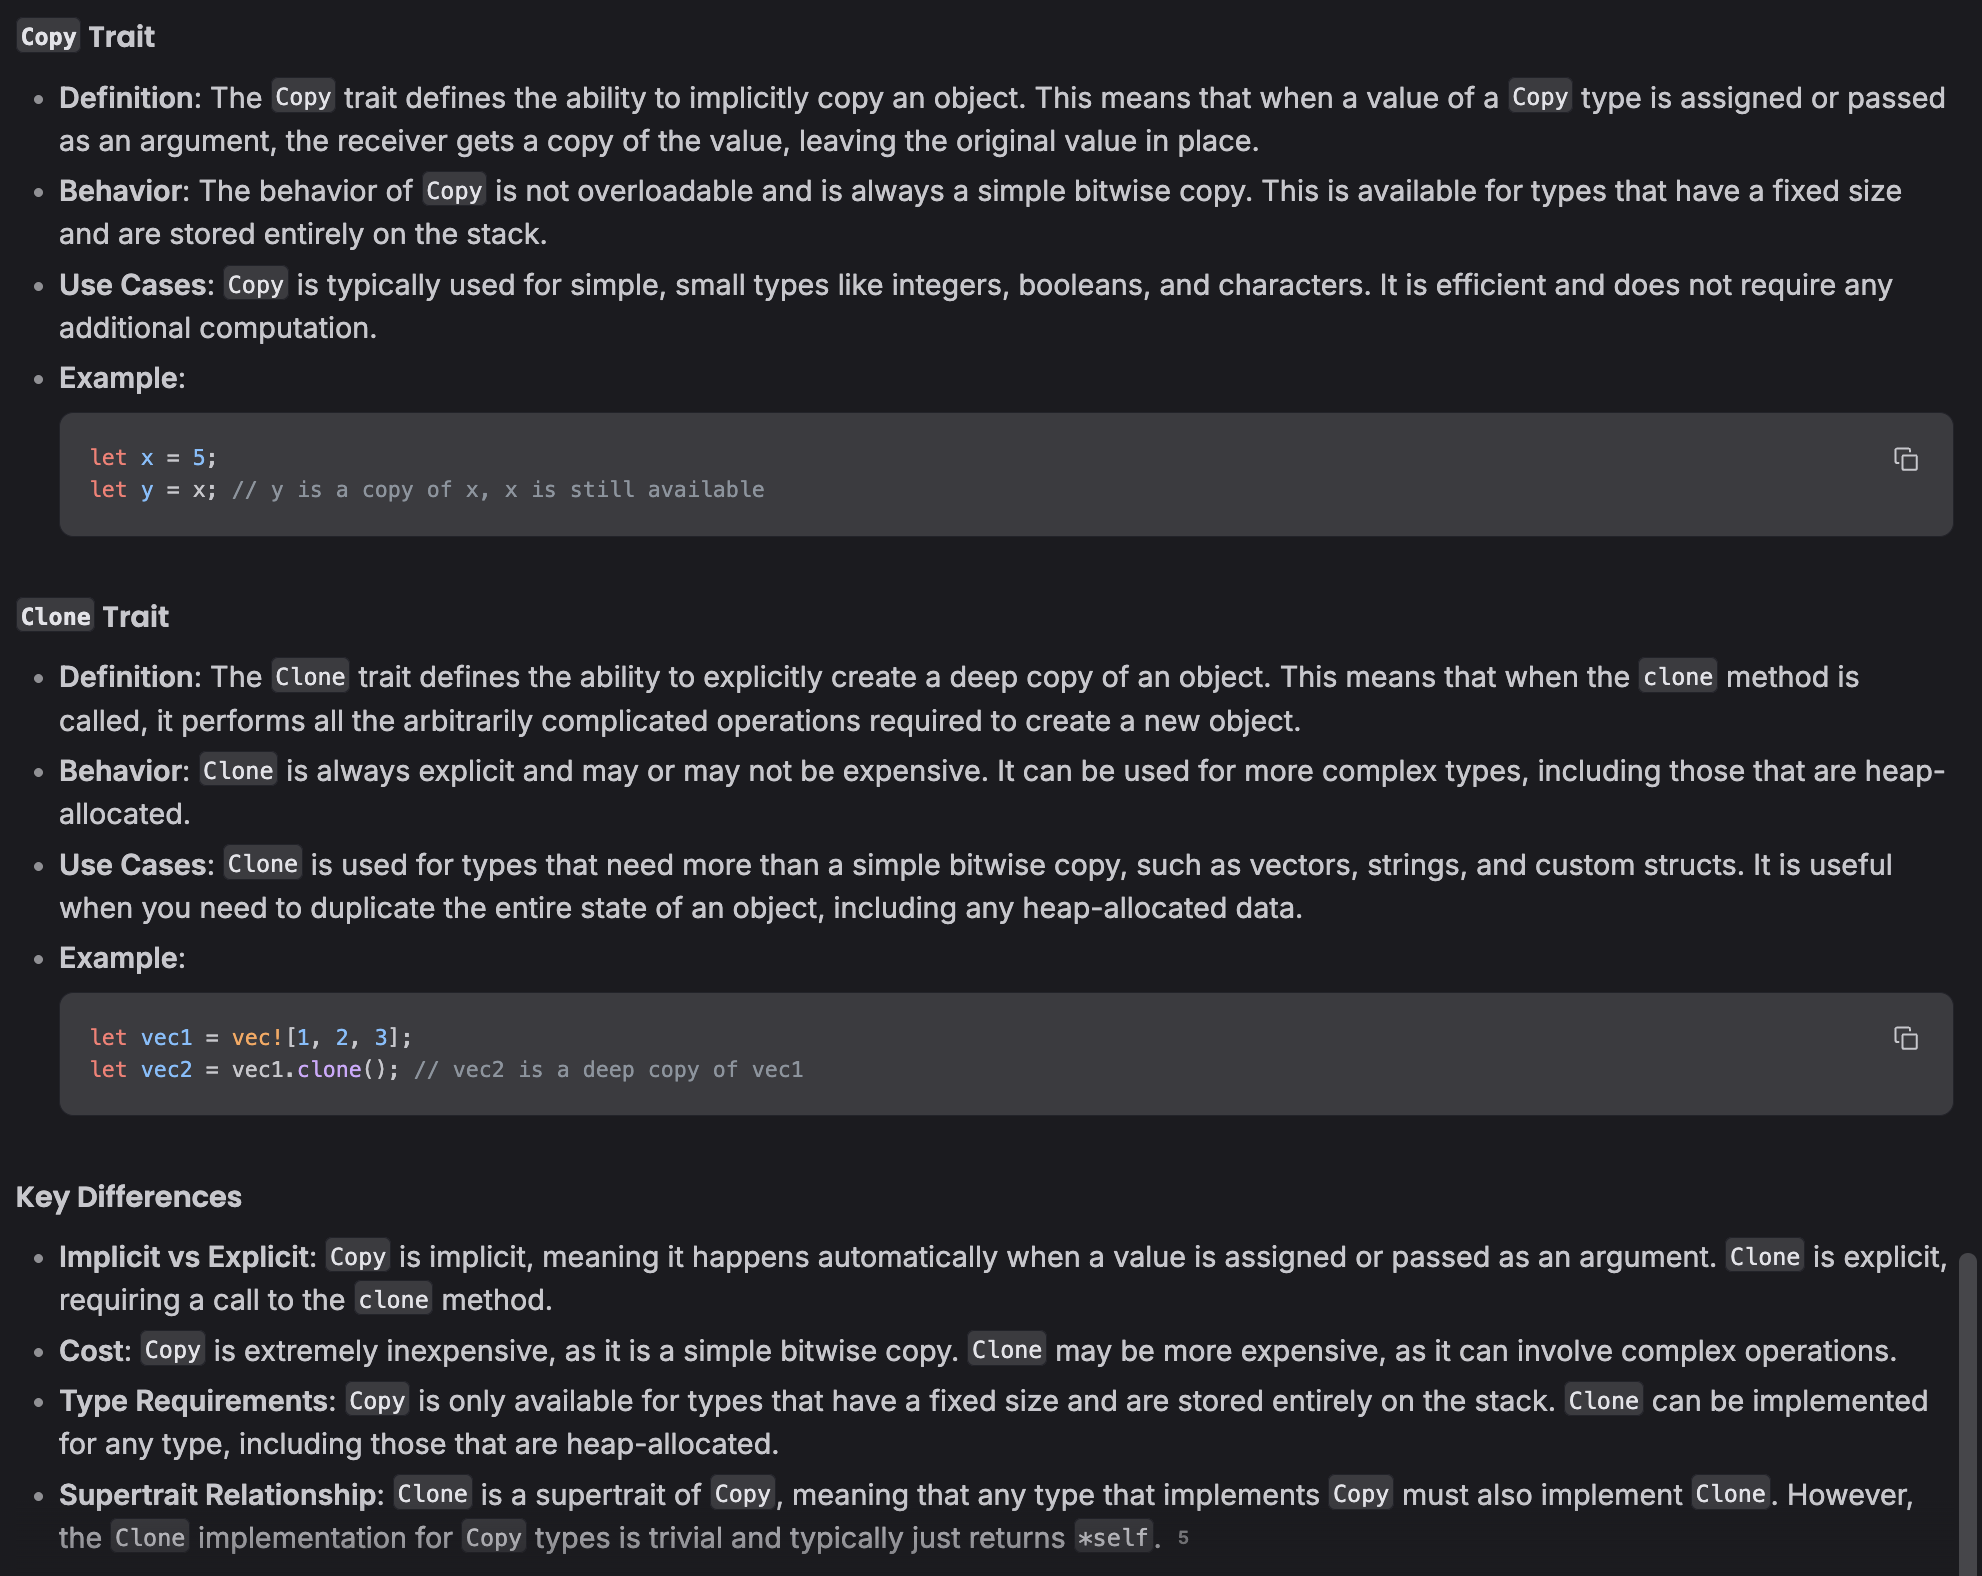 Copy Trait
Definition: The Copy trait defines the ability to implicitly copy an object. This means that when a value of a Copy type is assigned or passed
as an argument, the receiver gets a copy of the value, leaving the original value in place.
Behavior: The behavior of Copy is not overloadable and is always a simple bitwise copy. This is available for types that have a fixed size
and are stored entirely on the stack.
Use Cases: Copy is typically used for simple, small types like integers, booleans, and characters. It is efficient and does not require any
additional computation.
Example:
let x = 5;
let y = x; // y is a copy of x, x is still available
Clone Trait
Definition: The Clone trait defines the ability to explicitly create a deep copy of an object. This means that when the clone method is
called, it performs all the arbitrarily complicated operations required to create a new object.
Behavior: Clone is always explicit and may or may not be expensive. It can be used for more complex types, including those that are heap-
allocated.
Use Cases: Clone is used for types that need more than a simple bitwise copy, such as vectors, strings, and custom structs. It is useful
when you need to duplicate the entire state of an object, including any heap-allocated data.
Example:
let vec1 = vec![1, 2, 3];
let vec2 = vec1.clone(); // vec2 is a deep copy of vec1
Key Differences
Implicit vs Explicit: Copy is implicit, meaning it happens automatically when a value is assigned or passed as an argument. Clone is explicit,
requiring a call to the clone method.
Cost: Copy is extremely inexpensive, as it is a simple bitwise copy. Clone may be more expensive, as it can involve complex operations.
Type Requirements: Copy is only available for types that have a fixed size and are stored entirely on the stack. Clone can be implemented
for any type, including those that are heap-allocated.
Supertrait Relationship: Clone is a supertrait of Copy, meaning that any type that implements Copy must also implement Clone. However,
the Clone implementation for Copy types is trivial and typically just returns *self. 5